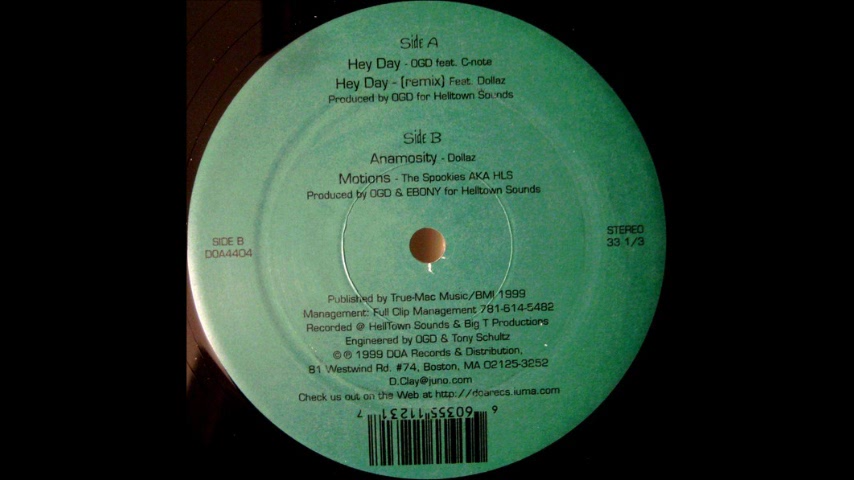 Side A
Hey Day - OGD feat. C-note
Hey Day - (remix) Feat. Dollaz
Produced by OGD for Helltown Sounds
Side B
Anamosity - Dollaz
Motions - The Spookies AKA HLS
Produced by OGD & EBONY for Helltown Sounds
SIDE B
DOA4404
STEREO
33 1/3
Published by True-Mac Music/BMI 1999
Management: Full Clip Management 781-614-5482
Recorded @ HellTown Sounds & Big T Productions
Engineered by OGD & Tony Schultz
© ℗ 1999 DOA Records & Distribution,
81 Westwind Rd. #74, Boston, MA 02125-3252
D.Clay@juno.com
Check us out on the Web at http://doarecs.iuma.com
6 60355 11231 7